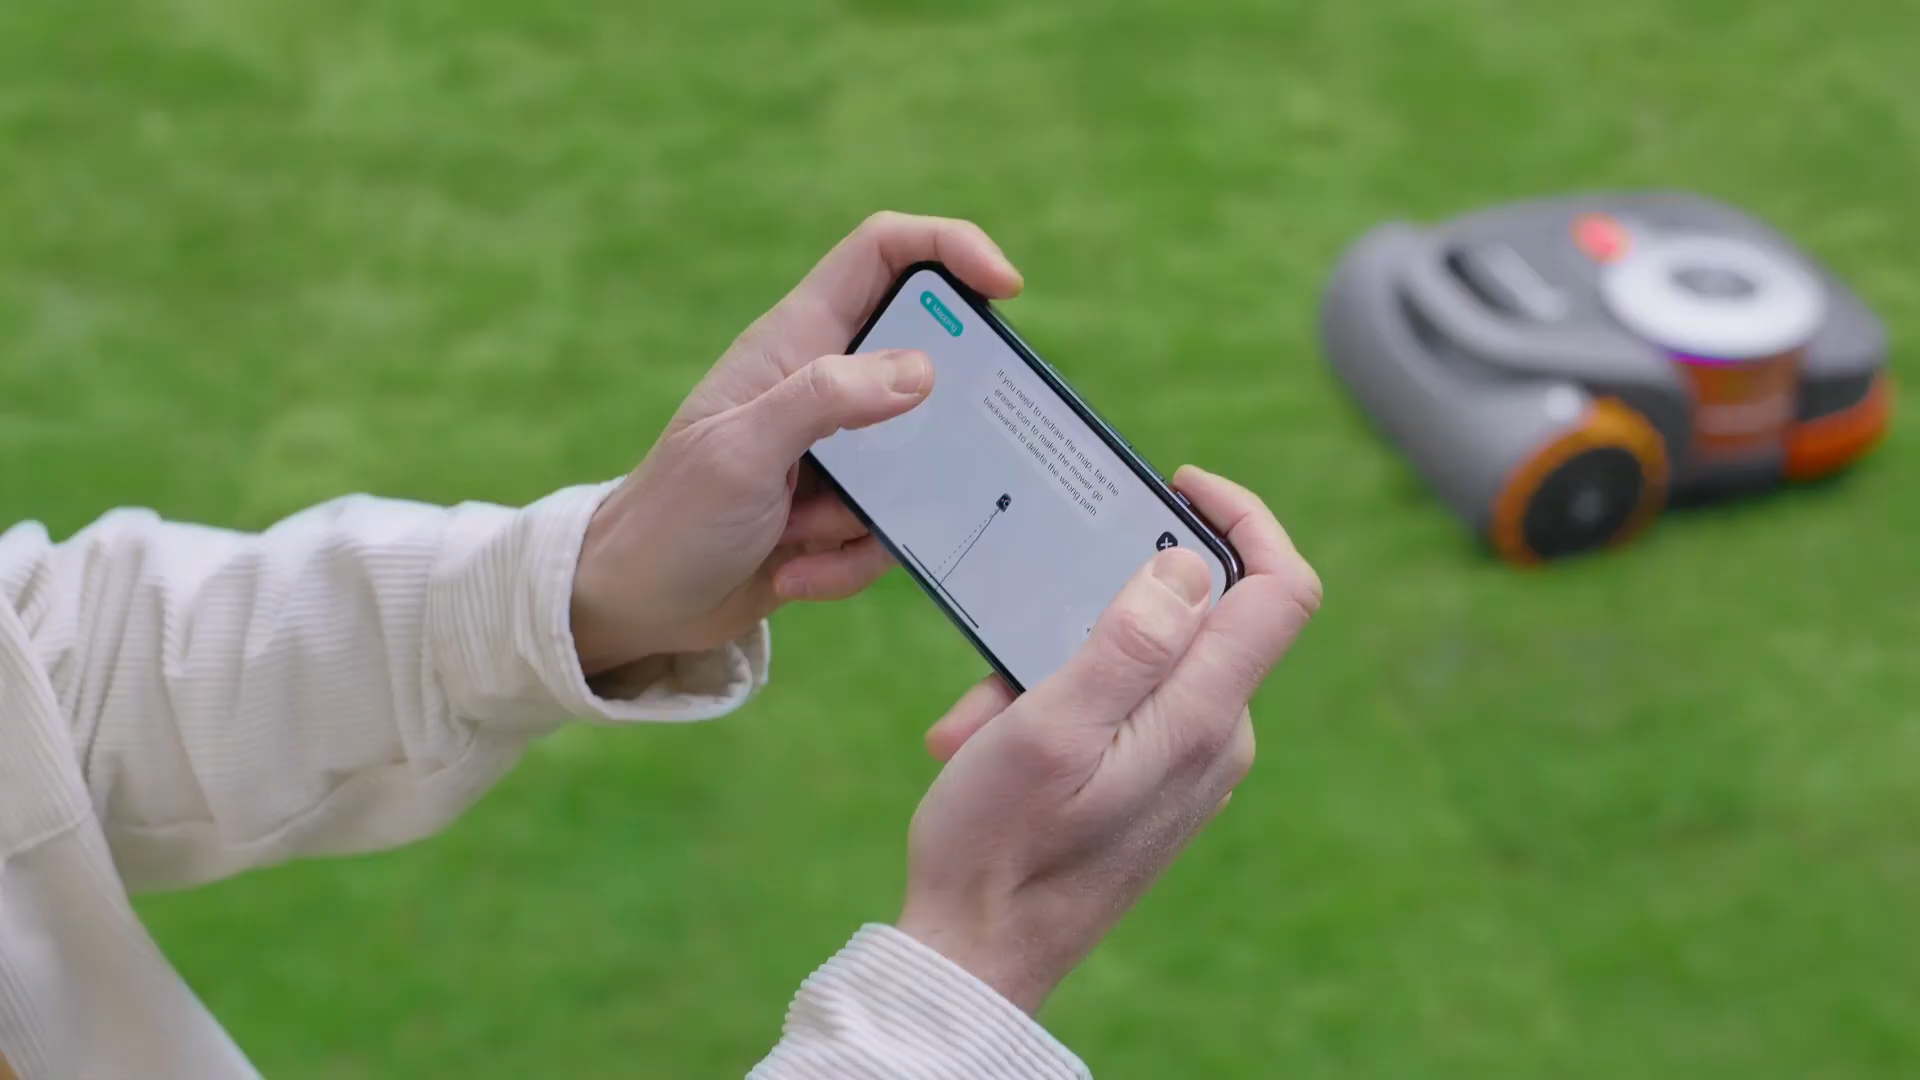 Mapping
If you need to redraw the map, tap the
eraser icon to make the mower go
backwards to delete the wrong path